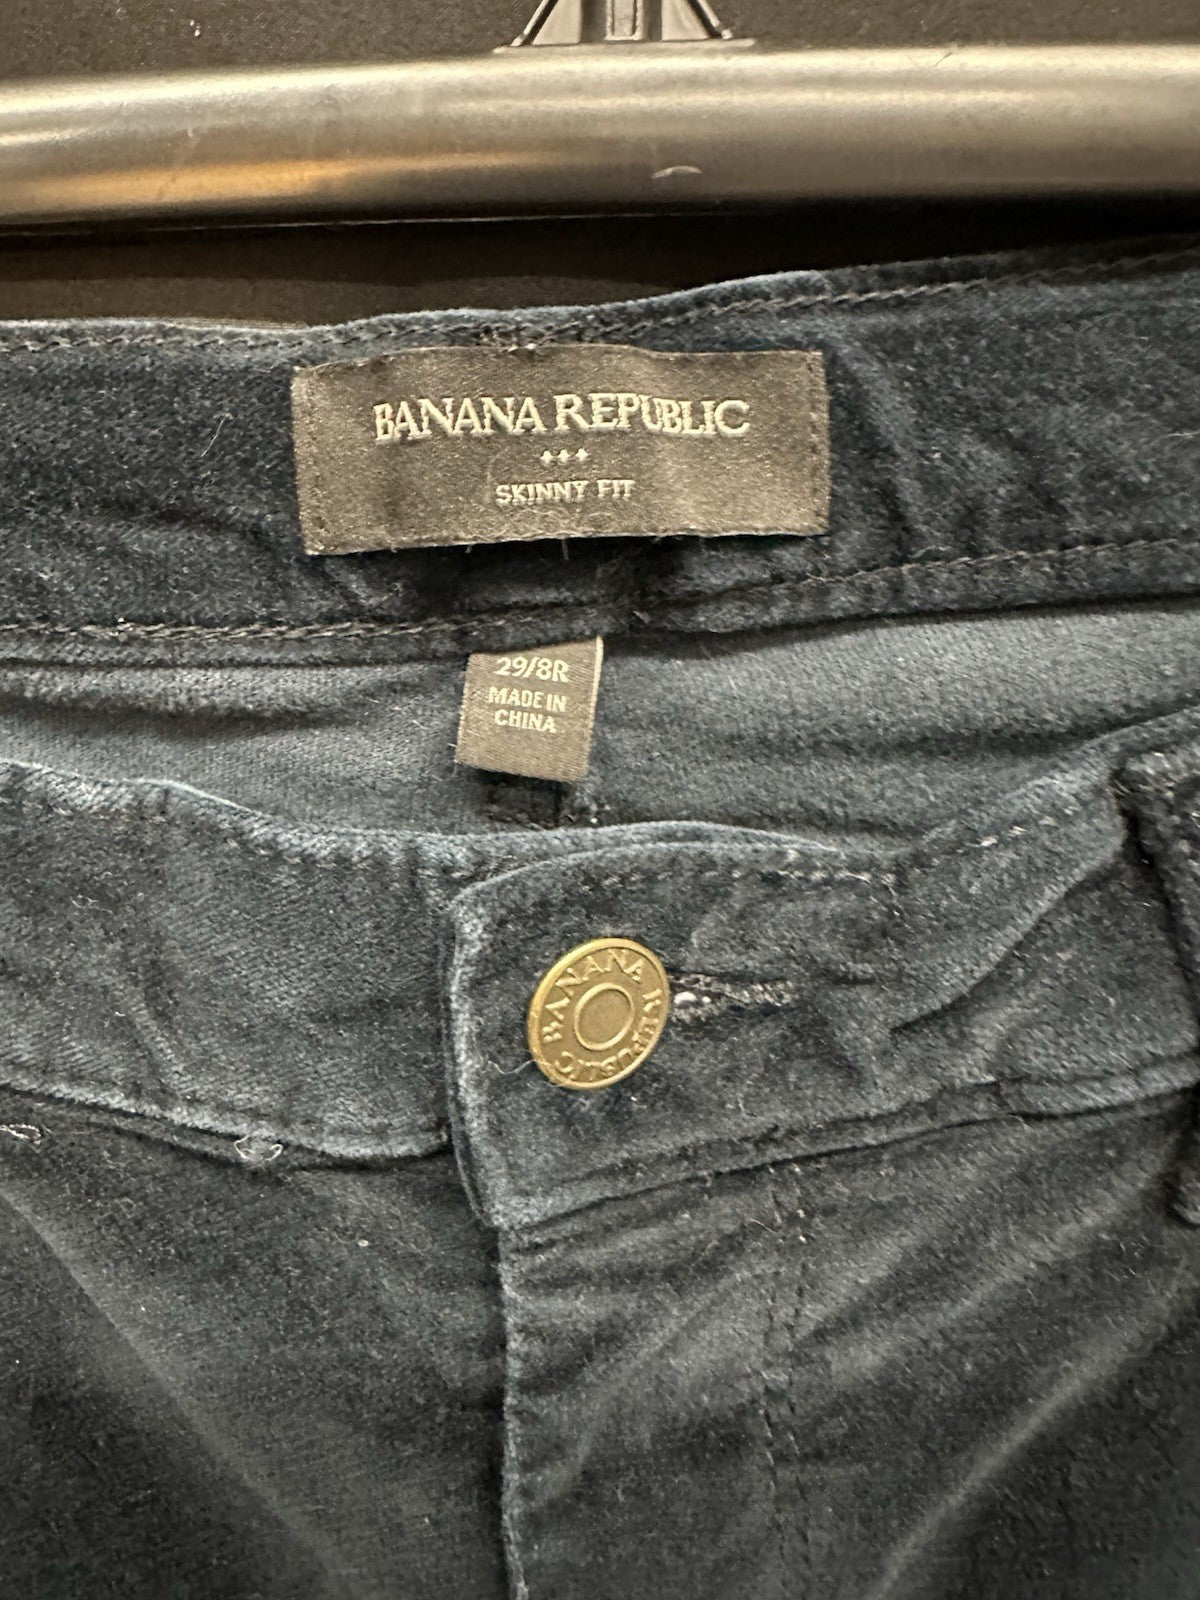 BANANA REPUBLIC
SKINNY FIT
29/8R
MADE IN
CHINA
BANANA REPUBLIC